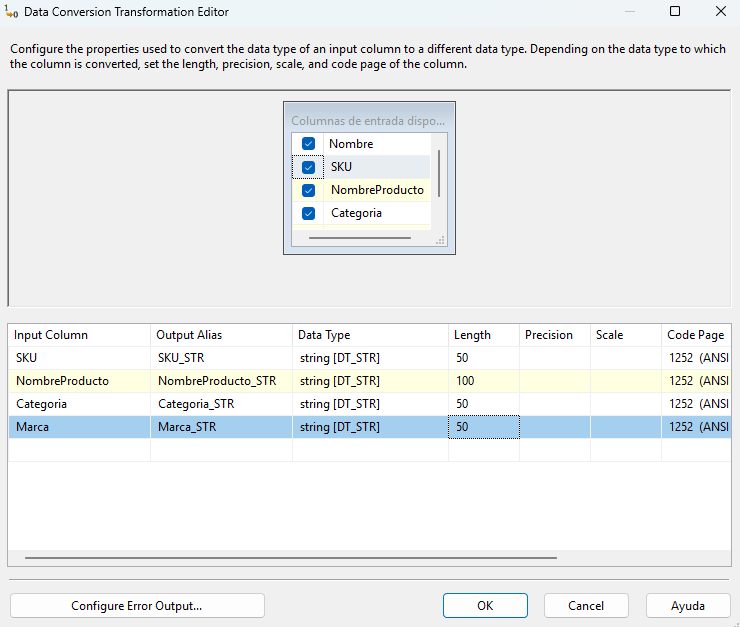 Data Conversion Transformation Editor
Configure the properties used to convert the data type of an input column to a different data type. Depending on the data type to which
the column is converted, set the length, precision, scale, and code page of the column.
Columnas de entrada dispo...
Nombre
SKU
NombreProducto
Categoria
Input Column Output Alias Data Type Length Precision Scale Code Page
SKU SKU_STR string [DT_STR] 50 1252 (ANSI
NombreProducto NombreProducto_STR string [DT_STR] 100 1252 (ANSI
Categoria Categoria_STR string [DT_STR] 50 1252 (ANSI
Marca Marca_STR string [DT_STR] 50 1252 (ANSI
Configure Error Output... OK Cancel Ayuda